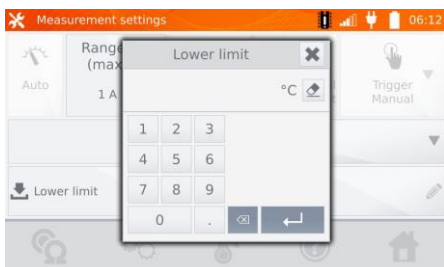 Measurement settings 06:12
Range
(max
1 A
Auto
Lower limit
°C
1 2 3
4 5 6
7 8 9
0 .
Trigger
Manual
Lower limit